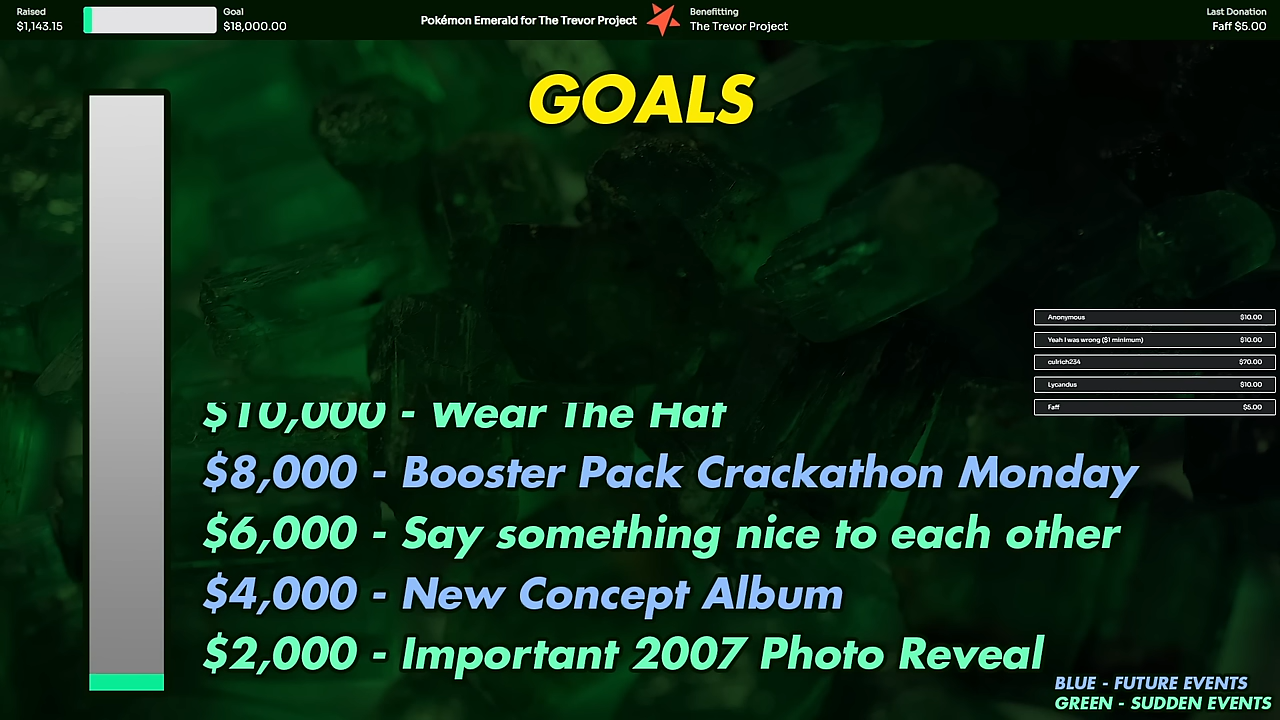 Raised
$1,143.15
Goal
$18,000.00
Pokémon Emerald for The Trevor Project
Benefitting
The Trevor Project
Last Donation
Faff $5.00
GOALS
Anonymous $10.00
Yeah I was wrong ($1 minimum) $10.00
culrich234 $70.00
Lycandus $10.00
Faff $5.00
$10,000 - Wear The Hat
$8,000 - Booster Pack Crackathon Monday
$6,000 - Say something nice to each other
$4,000 - New Concept Album
$2,000 - Important 2007 Photo Reveal
BLUE - FUTURE EVENTS
GREEN - SUDDEN EVENTS